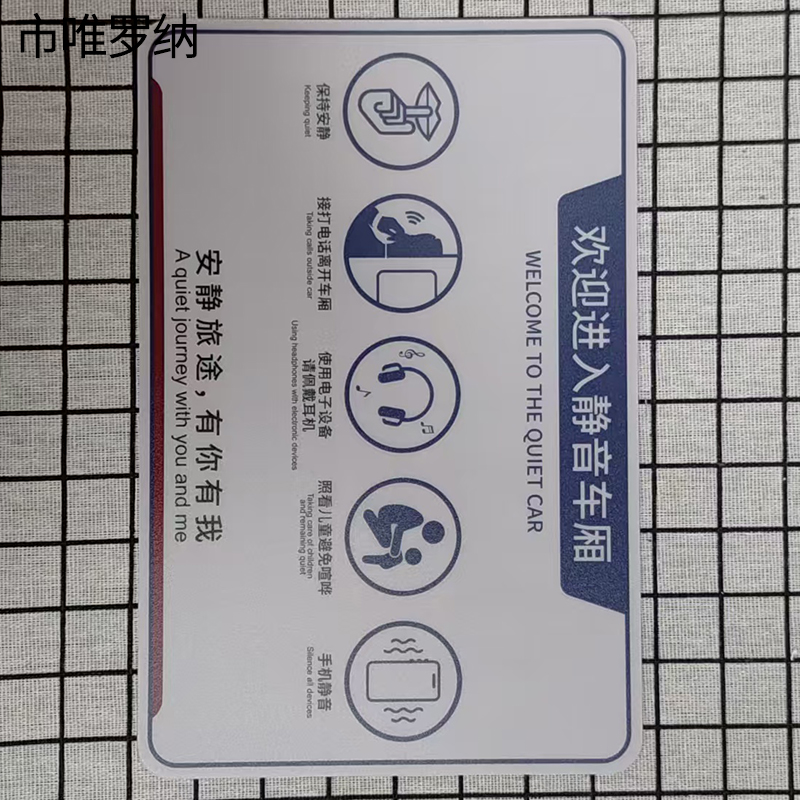 市唯罗纳
欢迎进入静音车厢
WELCOME TO THE QUIET CAR
保持安静
Keeping quiet
接打电话离开车厢
Taking calls outside car
使用电子设备
请佩戴耳机
Using headphones with electronic devices
照看儿童避免喧哗
Taking care of children
and remaining quiet
手机静音
Silence all devices
安静旅途，有你有我
A quiet journey with you and me